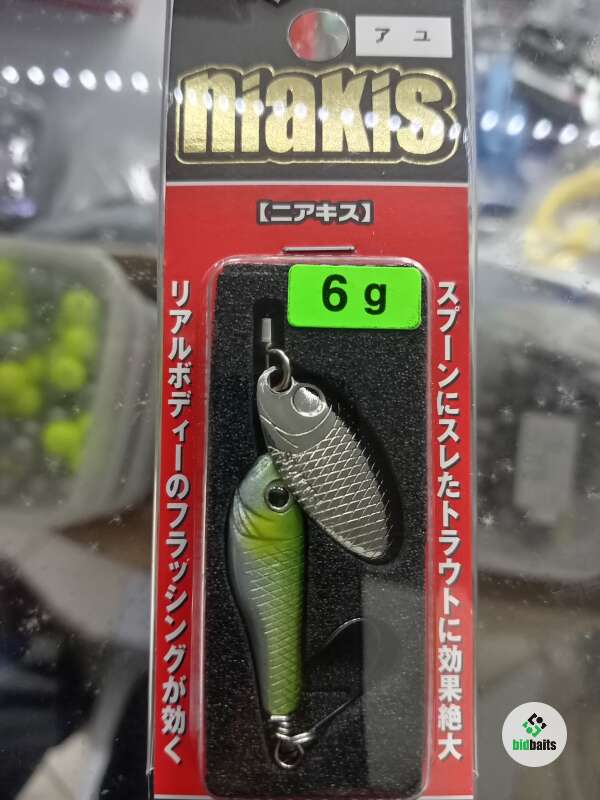 アユ
niakis
【ニアキス】
6g
スプーンにスレたトラウトに効果絶大
リアルボディーのフラッシングが効く
bidbaits